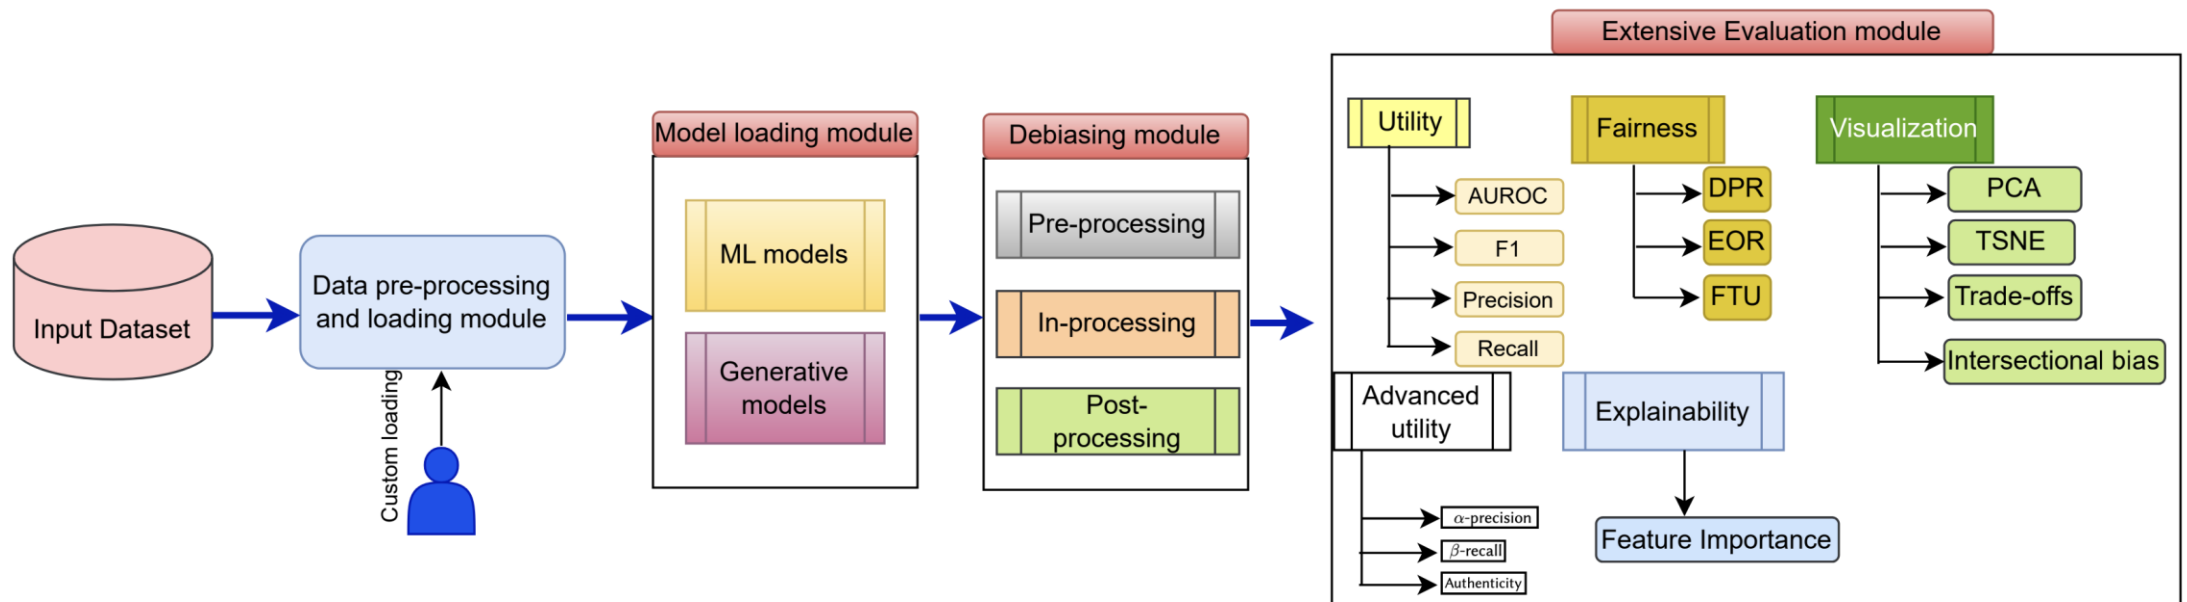 Input Dataset
Data pre-processing
and loading module
Custom loading
Model loading module
ML models
Generative
models
Debiasing module
Pre-processing
In-processing
Post-
processing
Extensive Evaluation module
Utility
AUROC
F1
Precision
Recall
Fairness
DPR
EOR
FTU
Visualization
PCA
TSNE
Trade-offs
Intersectional bias
Advanced
utility
α-precision
β-recall
Authenticity
Explainability
Feature Importance